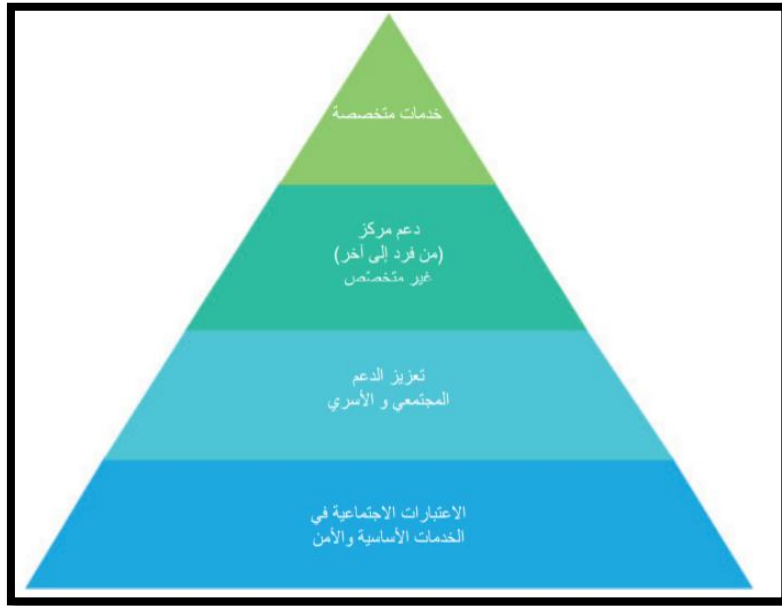 خدمات متخصصة
دعم مركز
(من فرد إلى آخر)
غير متخصّص
تعزيز الدعم
المجتمعي و الأسري
الاعتبارات الاجتماعية في
الخدمات الأساسية والأمن